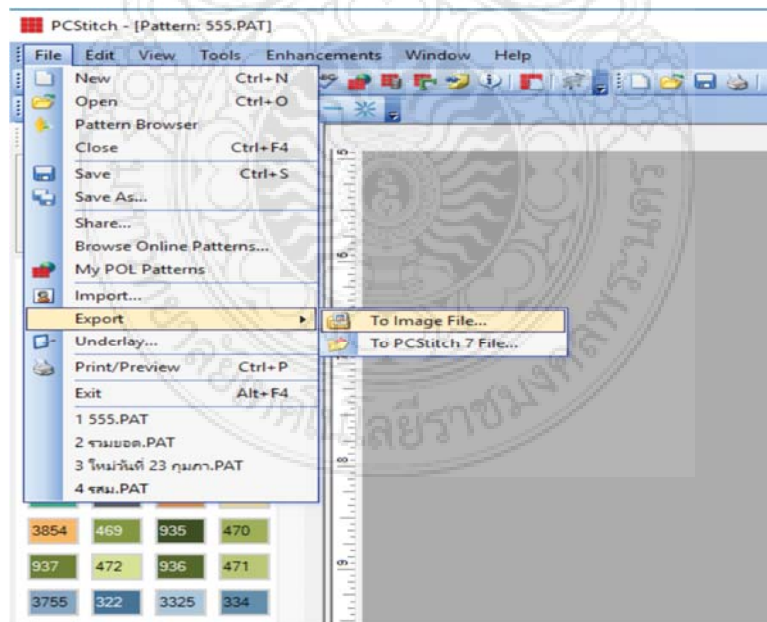 PCStitch - [Pattern: 555.PAT]
File Edit View Tools Enhancements Window Help
New Ctrl+N
Open Ctrl+O
Pattern Browser
Close Ctrl+F4
Save Ctrl+S
Save As...
Share...
Browse Online Patterns...
My POL Patterns
Import...
Export
To Image File...
Underlay...
To PCStitch 7 File...
Print/Preview Ctrl+P
Exit Alt+F4
1 555.PAT
2 รวมยอด.PAT
3 ใหม่วันที่ 23 กุมภา.PAT
4 รสม.PAT
3854 469 935 470
937 472 936 471
3755 322 3325 334